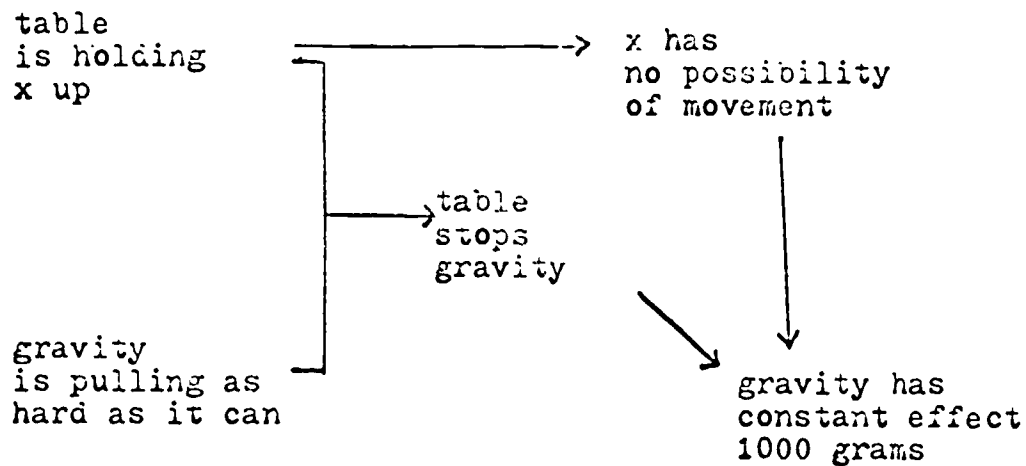 table
is holding
x up
x has
no possibility
of movement
table
stops
gravity
gravity
is pulling as
hard as it can
gravity has
constant effect
1000 grams